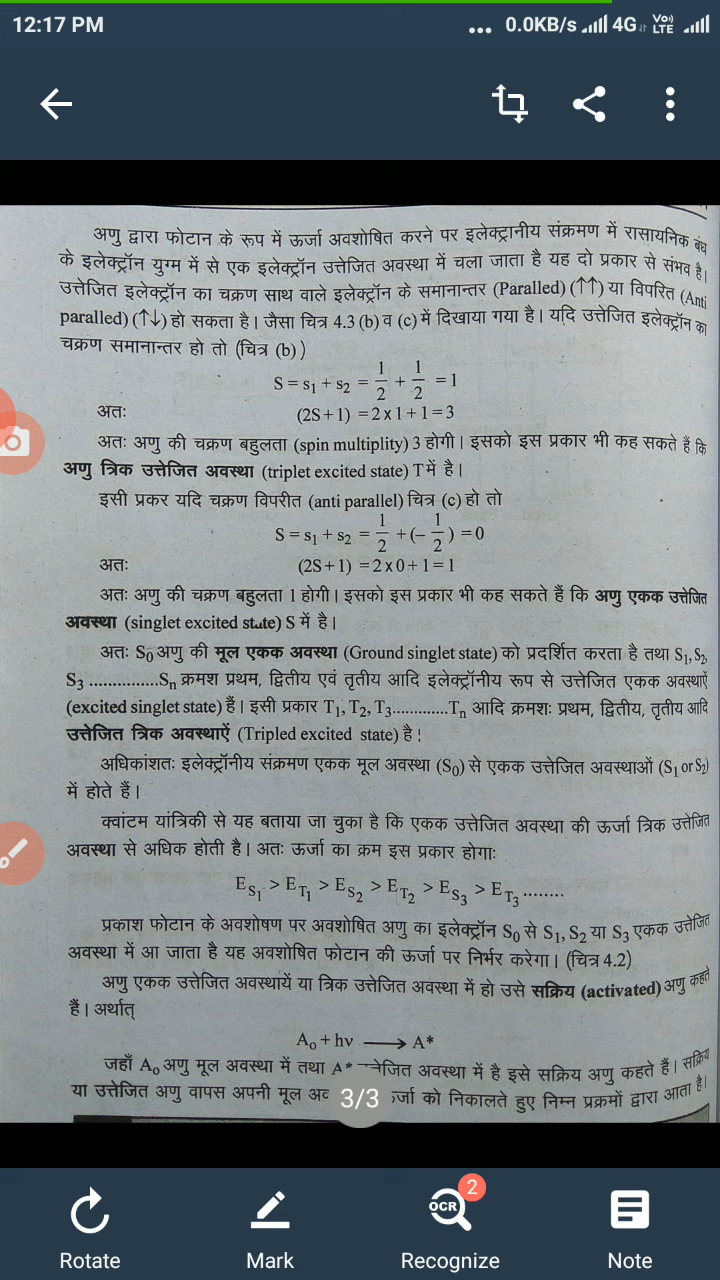 12:17 PM
... 0.0KB/s 4G Vo)) LTE
अणु द्वारा फोटान के रूप में ऊर्जा अवशोषित करने पर इलेक्ट्रानीय संक्रमण में रासायनिक बंध
के इलेक्ट्रॉन युग्म में से एक इलेक्ट्रॉन उत्तेजित अवस्था में चला जाता है यह दो प्रकार से संभव है।
उत्तेजित इलेक्ट्रॉन का चक्रण साथ वाले इलेक्ट्रॉन के समानान्तर (Paralled) (↑↑) या विपरित (Anti
paralled) (↑↓) हो सकता है। जैसा चित्र 4.3 (b) व (c) में दिखाया गया है। यदि उत्तेजित इलेक्ट्रॉन का
चक्रण समानान्तर हो तो (चित्र (b) )
S = s₁ + s₂ = 1/2 + 1/2 = 1
अतः (2S+1) = 2 x 1 + 1 = 3
अतः अणु की चक्रण बहुलता (spin multiplity) 3 होगी। इसको इस प्रकार भी कह सकते हैं कि
अणु त्रिक उत्तेजित अवस्था (triplet excited state) T में है।
इसी प्रकर यदि चक्रण विपरीत (anti parallel) चित्र (c) हो तो
S = s₁ + s₂ = 1/2 + (– 1/2) = 0
अतः (2S+1) = 2 x 0 + 1 = 1
अतः अणु की चक्रण बहुलता 1 होगी। इसको इस प्रकार भी कह सकते हैं कि अणु एकक उत्तेजित
अवस्था (singlet excited state) S में है।
अतः S₀ अणु की मूल एकक अवस्था (Ground singlet state) को प्रदर्शित करता है तथा S₁, S₂,
S₃ ...............Sₙ क्रमश प्रथम, द्वितीय एवं तृतीय आदि इलेक्ट्रॉनीय रूप से उत्तेजित एकक अवस्थाऐं
(excited singlet state) हैं। इसी प्रकार T₁, T₂, T₃.............Tₙ आदि क्रमशः प्रथम, द्वितीय, तृतीय आदि
उत्तेजित त्रिक अवस्थाऐं (Tripled excited state) है।
अधिकांशतः इलेक्ट्रॉनीय संक्रमण एकक मूल अवस्था (S₀) से एकक उत्तेजित अवस्थाओं (S₁ or S₂)
में होते हैं।
क्वांटम यांत्रिकी से यह बताया जा चुका है कि एकक उत्तेजित अवस्था की ऊर्जा त्रिक उत्तेजित
अवस्था से अधिक होती है। अतः ऊर्जा का क्रम इस प्रकार होगाः
E_S₁ > E_T₁ > E_S₂ > E_T₂ > E_S₃ > E_T₃ ........
प्रकाश फोटान के अवशोषण पर अवशोषित अणु का इलेक्ट्रॉन S₀ से S₁, S₂ या S₃ एकक उत्तेजित
अवस्था में आ जाता है यह अवशोषित फोटान की ऊर्जा पर निर्भर करेगा। (चित्र 4.2)
अणु एकक उत्तेजित अवस्थायें या त्रिक उत्तेजित अवस्था में हो उसे सक्रिय (activated) अणु कहते
हैं। अर्थात्
A₀ + hν ⟶ A*
जहाँ A₀ अणु मूल अवस्था में तथा A* अवस्था में है इसे सक्रिय अणु कहते हैं। सक्रिय
या उत्तेजित अणु वापस अपनी मूल को निकालते हुए निम्न प्रक्रमों द्वारा आता है।
3/3
2
OCR
Rotate Mark Recognize Note